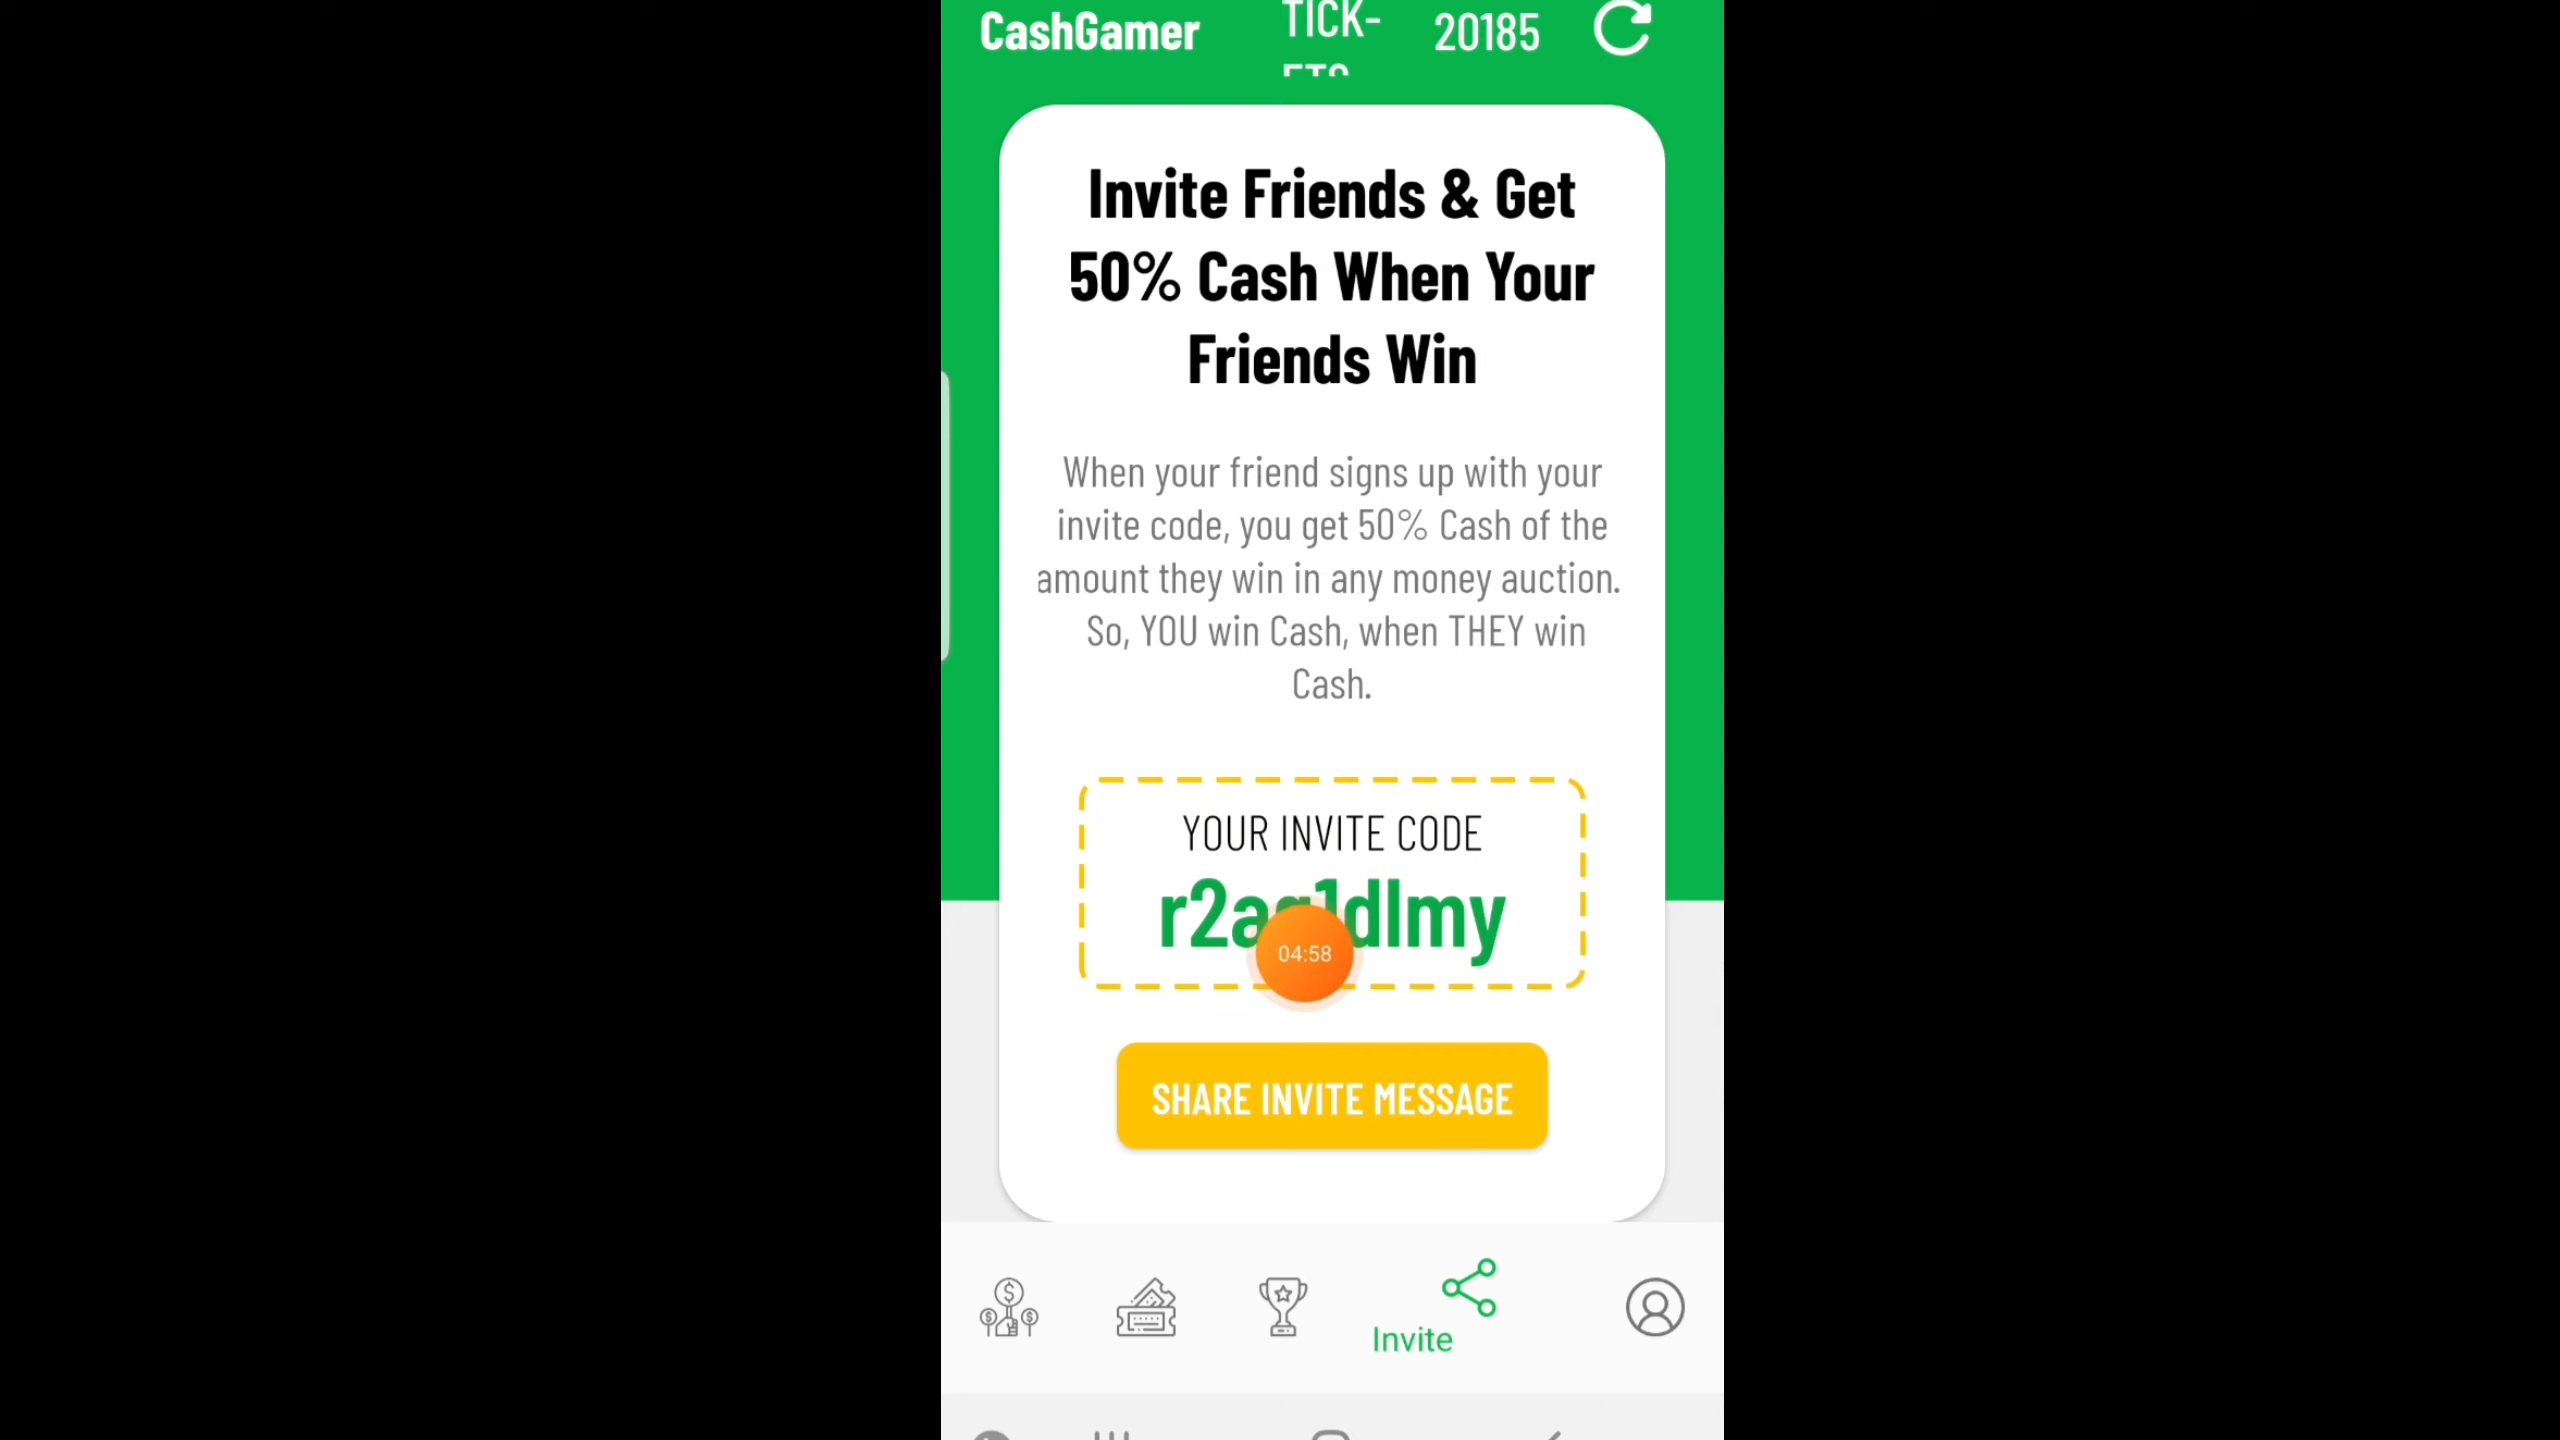 CashGamer TICK- 20185
Invite Friends & Get
50% Cash When Your
Friends Win
When your friend signs up with your
invite code, you get 50% Cash of the
amount they win in any money auction.
So, YOU win Cash, when THEY win
Cash.
YOUR INVITE CODE
04:58
SHARE INVITE MESSAGE
Invite